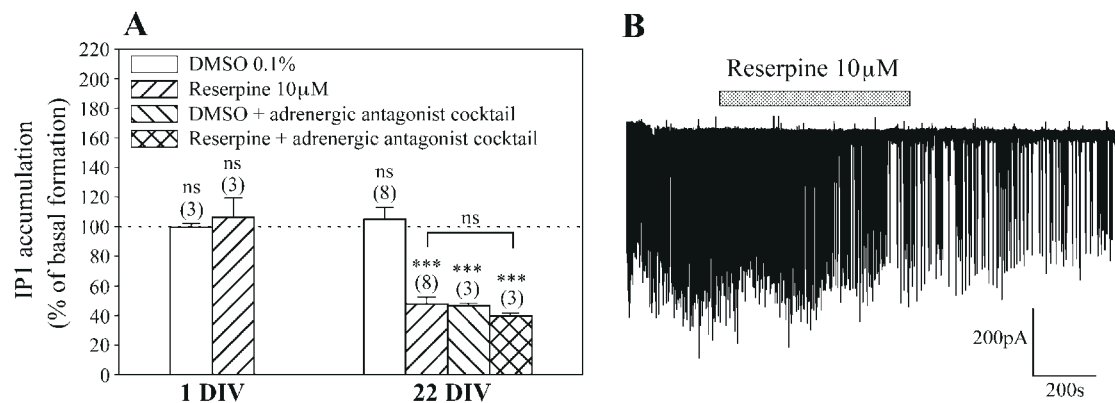 A
IP1 accumulation
(% of basal formation)
220
200
180
160
140
120
100
80
60
40
20
0
DMSO 0.1%
Reserpine 10μM
DMSO + adrenergic antagonist cocktail
Reserpine + adrenergic antagonist cocktail
ns
(3)
ns
(3)
ns
(8)
ns
***
(8)
***
(3)
***
(3)
1 DIV
22 DIV
B
Reserpine 10μM
200pA
200s